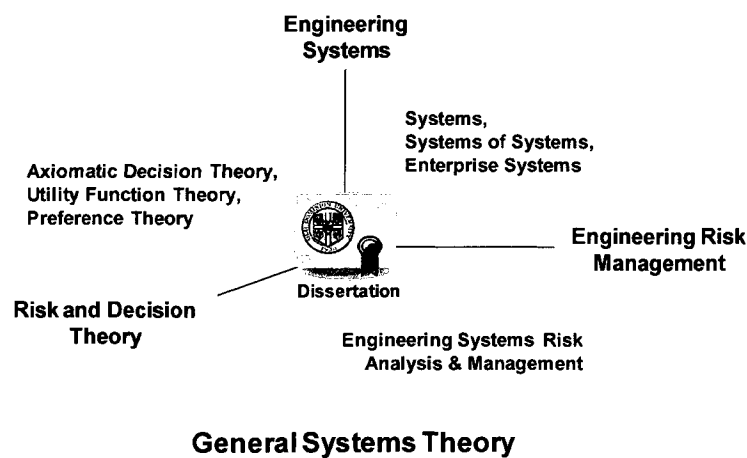 Engineering
Systems
Systems,
Systems of Systems,
Enterprise Systems
Axiomatic Decision Theory,
Utility Function Theory,
Preference Theory
Engineering Risk
Management
Dissertation
Risk and Decision
Theory
Engineering Systems Risk
Analysis & Management
General Systems Theory